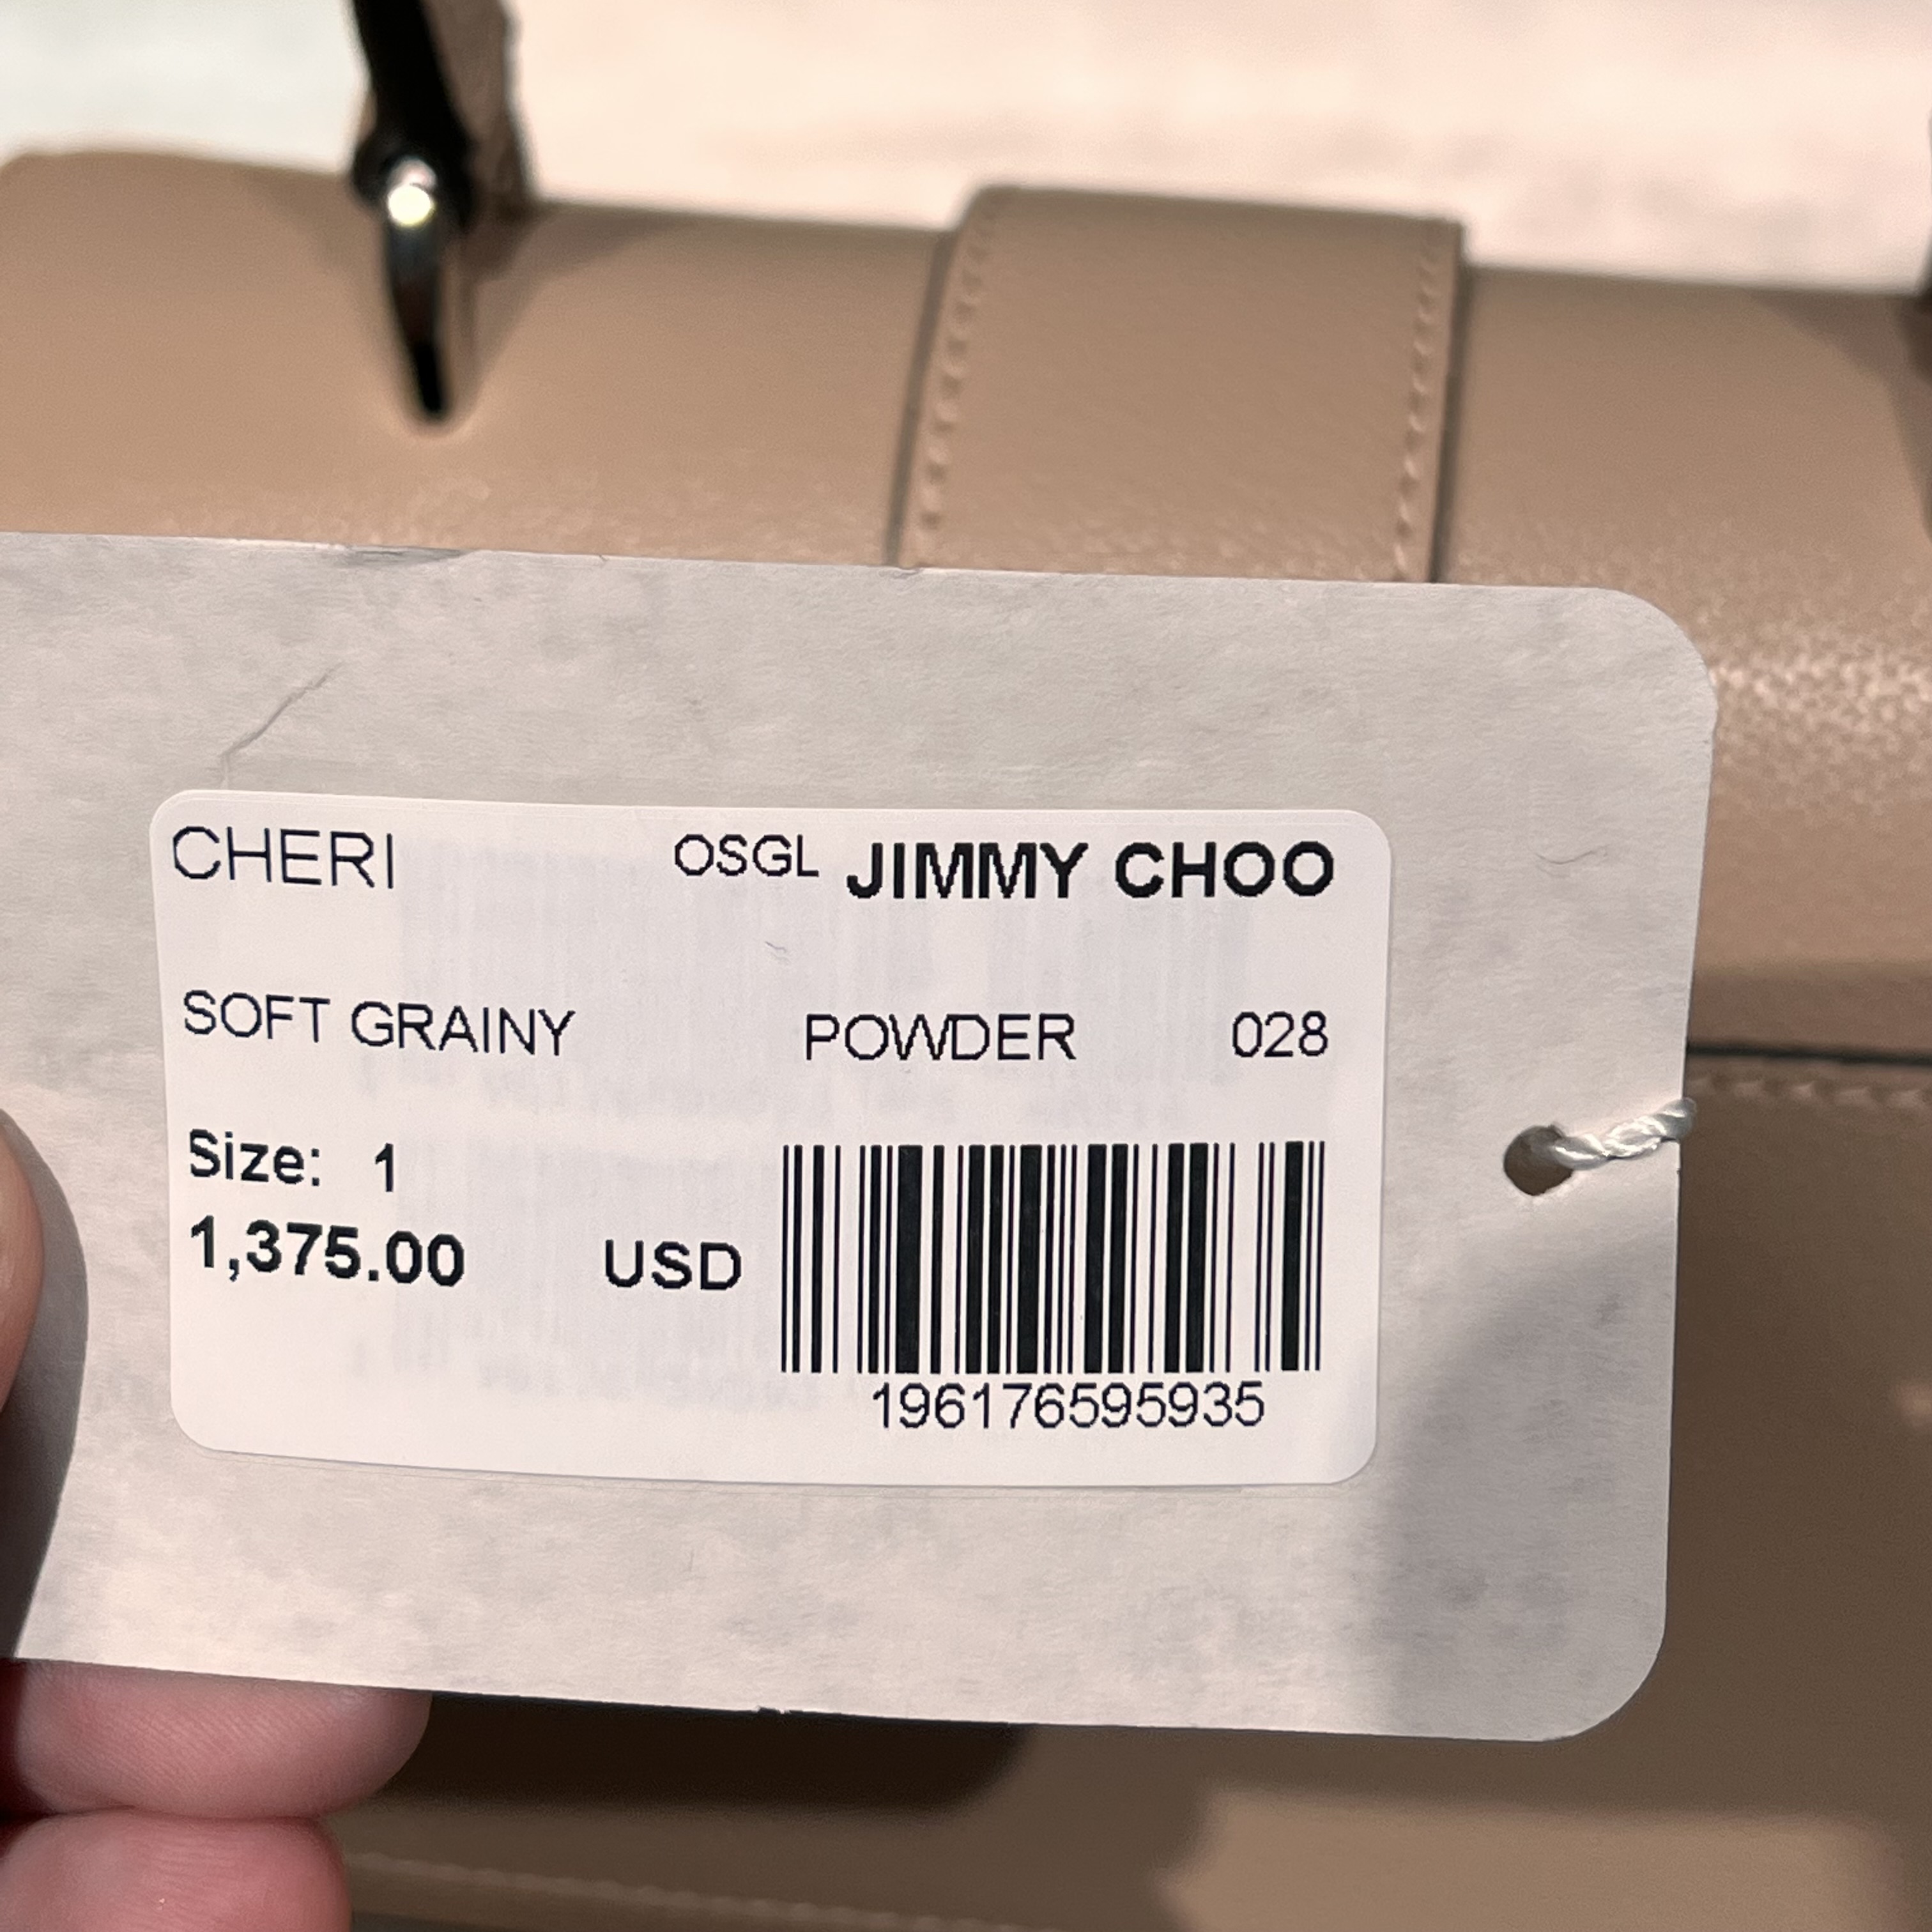 CHERI OSGL JIMMY CHOO
SOFT GRAINY POWDER 028
Size: 1
1,375.00 USD
196176595935